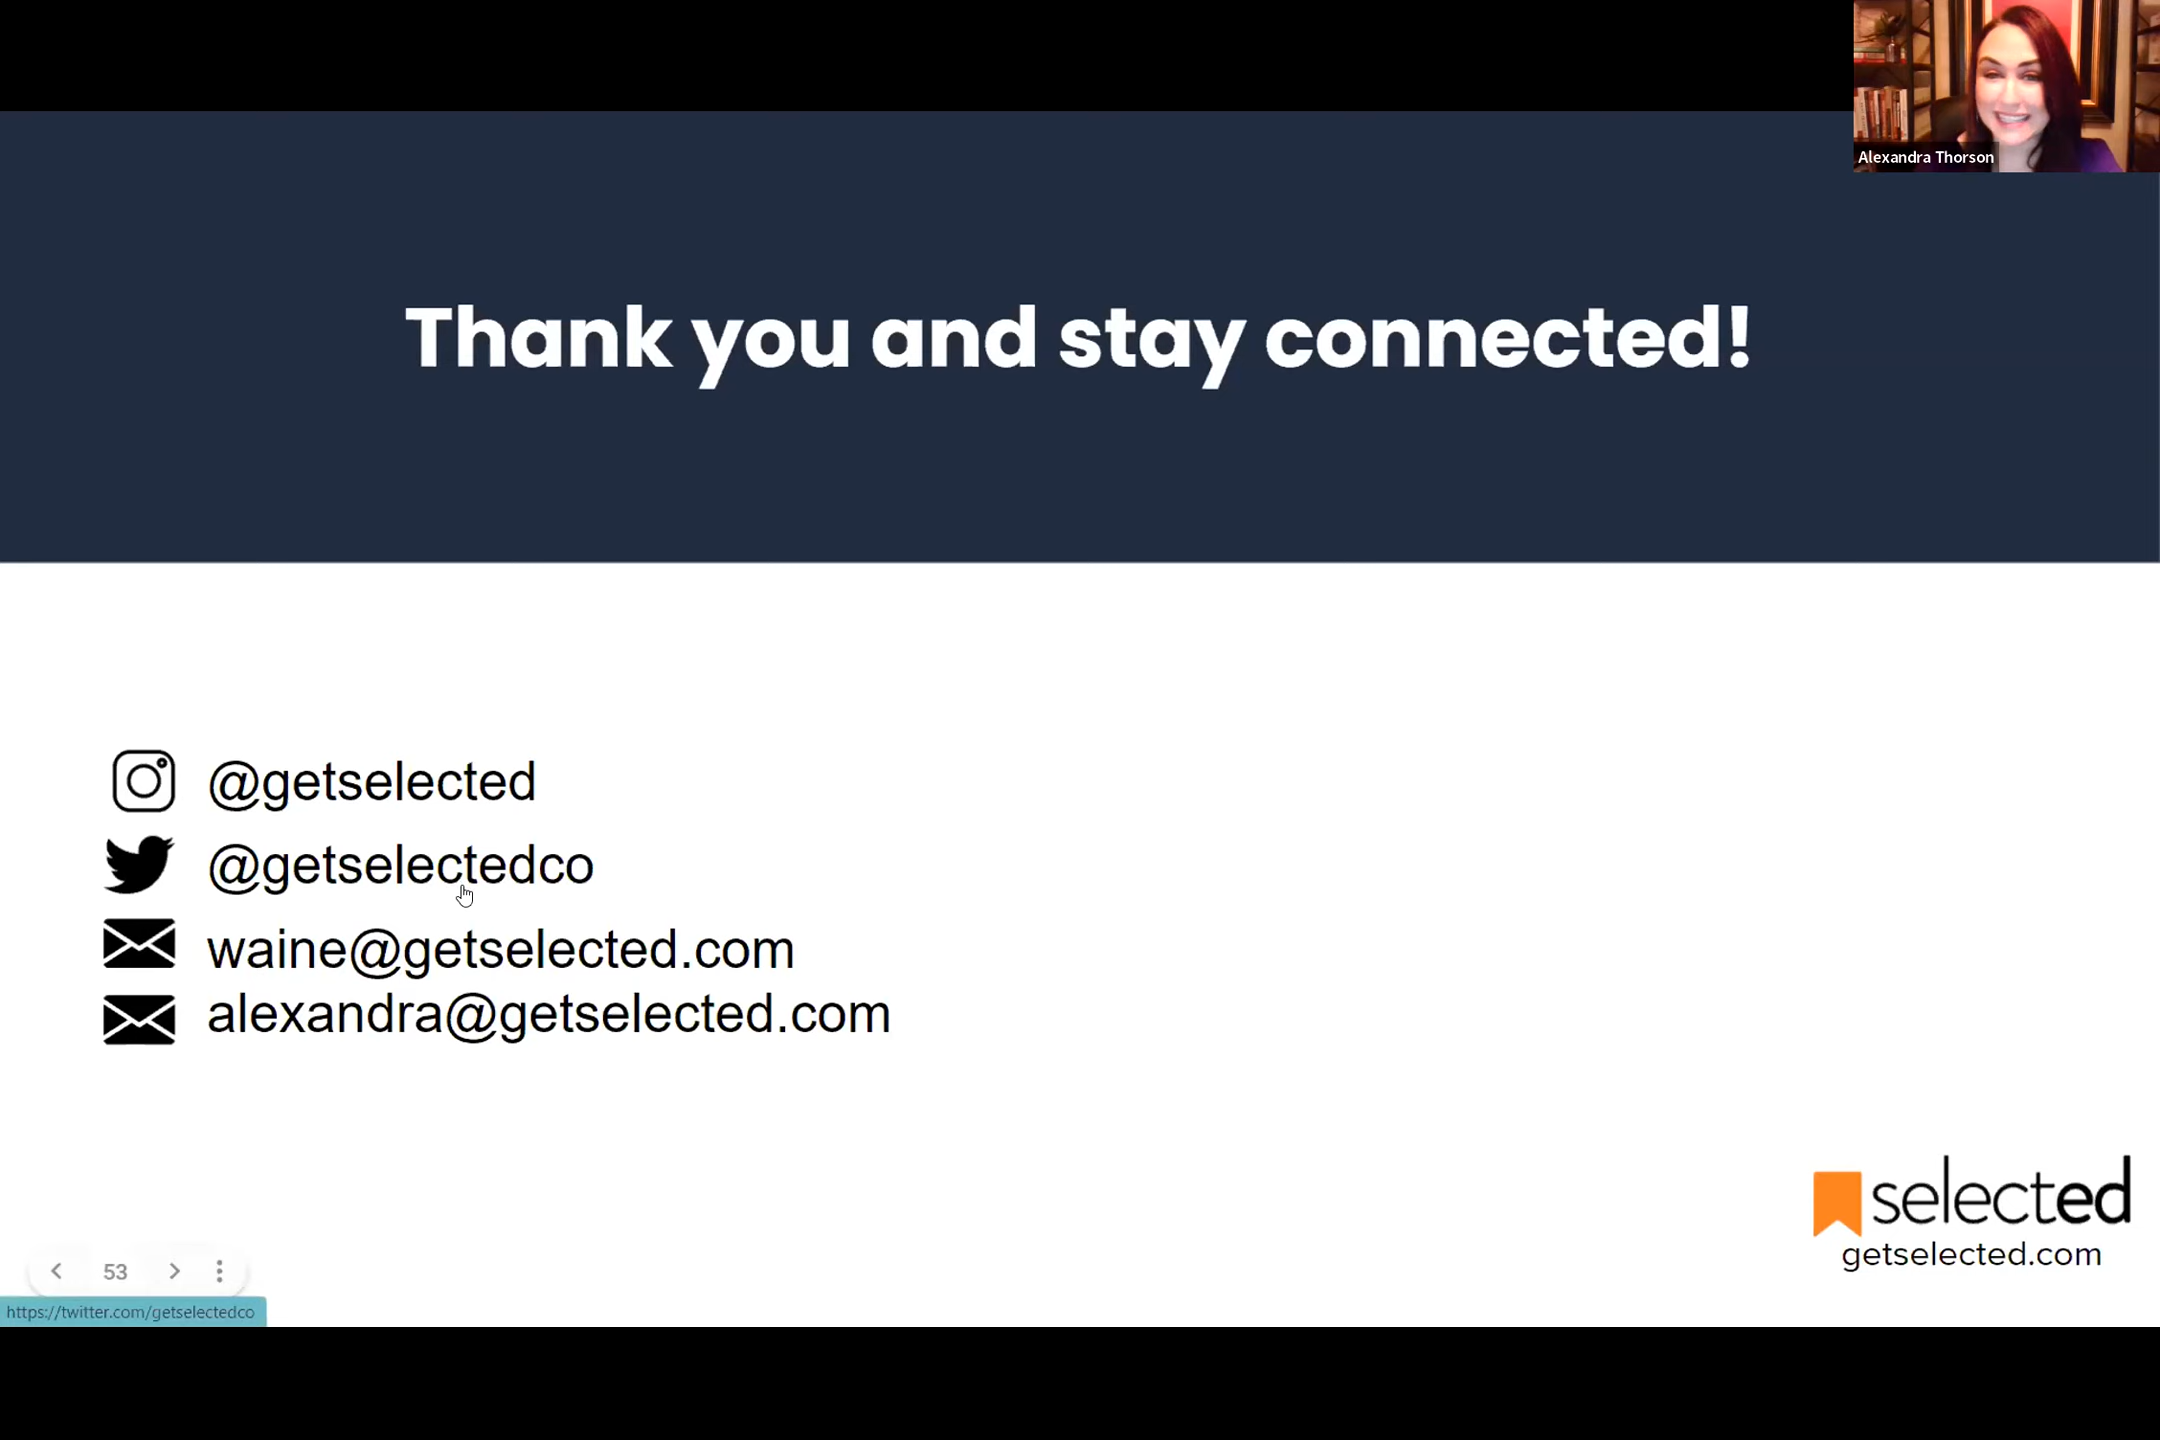 Alexandra Thorson
Thank you and stay connected!
@getselected
@getselectedco
waine@getselected.com
alexandra@getselected.com
selected
getselected.com
53
https://twitter.com/getselectedco